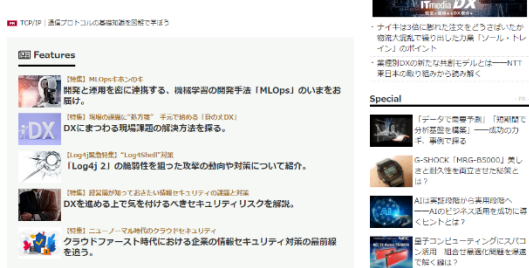 TCP/IP｜通信プロトコルの基礎知識を図解で学ぼう
Features
【特集】MLOpsキホンのキ
開発と運用を密に連携する、機械学習の開発手法「MLOps」のいまをお
届け。
【特集】現場の課題に“処方箋” 手元で始める「日のえDX」
DXにまつわる現場課題の解決方法を探る。
【Log4j緊急特集】“Log4Shell”対策
「Log4j 2」の脆弱性を狙った攻撃の動向や対策について紹介。
【特集】経営層が知っておきたい情報セキュリティの課題と対策
DXを進める上で気を付けるべきセキュリティリスクを解説。
【特集】ニューノーマル時代のクラウドセキュリティ
クラウドファースト時代における企業の情報セキュリティ対策の最前線
を追う。
ITmedia DX
ナイキは3倍に膨れた注文をどうさばいたか
物流大混乱で繰り出した力業「ソール・トレ
イン」のポイント
業種別DXの新たな共創モデルとは――NTT
東日本の取り組みから読み解く
Special
PR
「データで需要予測」「短期間で
分析基盤を構築」――成功のカ
ギ、事例で探る
G-SHOCK「MRG-B5000」美し
さと耐久性を両立させた秘策と
は？
AIは実証段階から実用段階へ
――AIのビジネス活用を成功に導
くヒントとは？
量子コンピューティングにスパコ
ン活用 組合せ最適化問題を爆速
で解く鍵は？